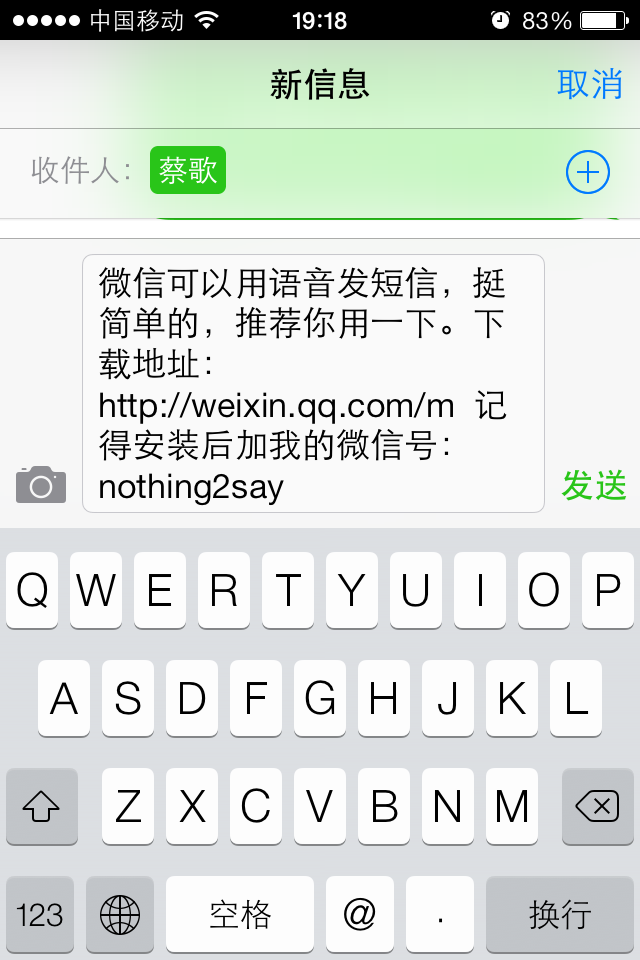 中国移动 19:18 83%
新信息 取消
收件人： 蔡歌
微信可以用语音发短信，挺
简单的，推荐你用一下。下
载地址：
http://weixin.qq.com/m 记
得安装后加我的微信号：
nothing2say
发送
Q W E R T Y U I O P
A S D F G H J K L
Z X C V B N M
123 空格 @ . 换行